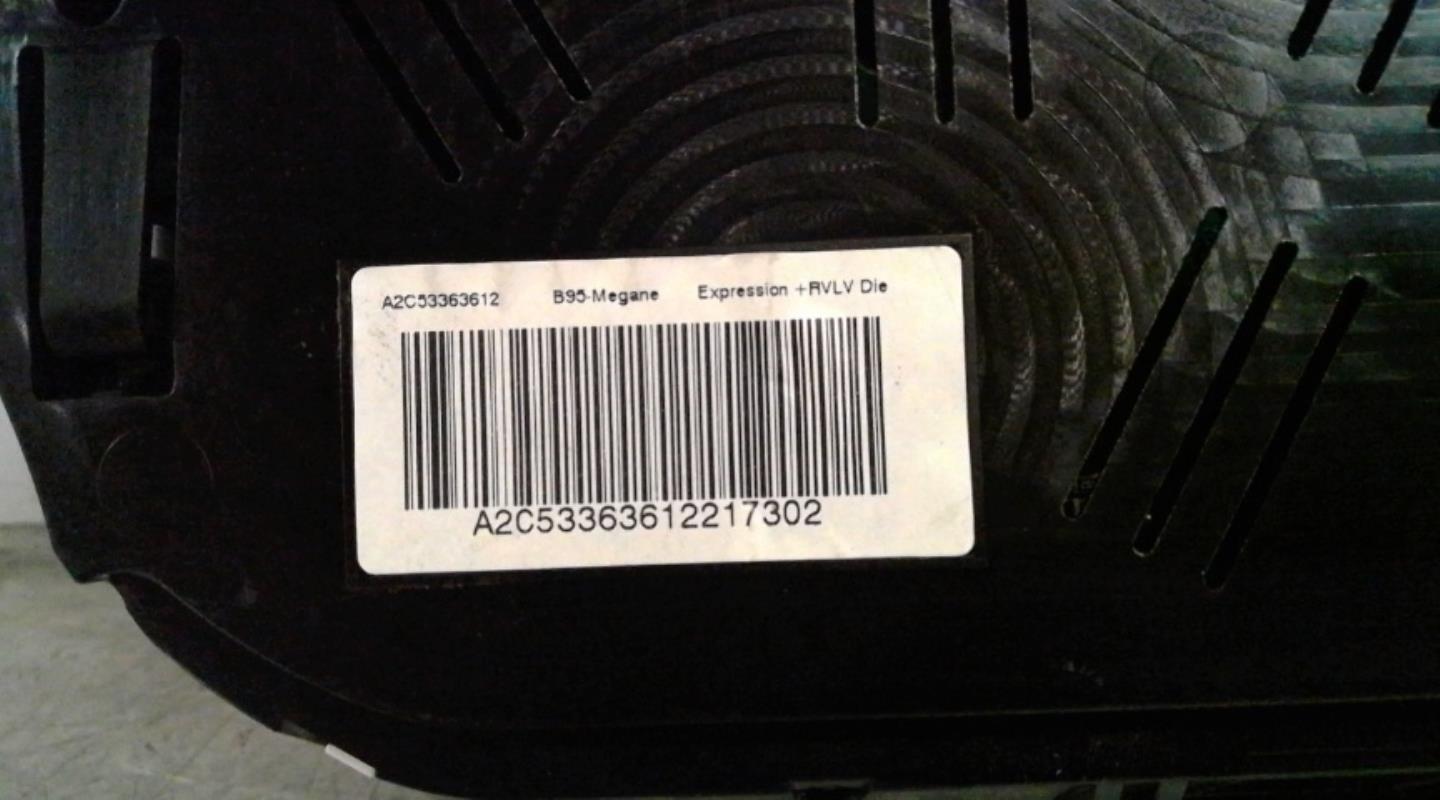 A2C53363612 B95-Megane Expression +RVLV Die
A2C53363612217302